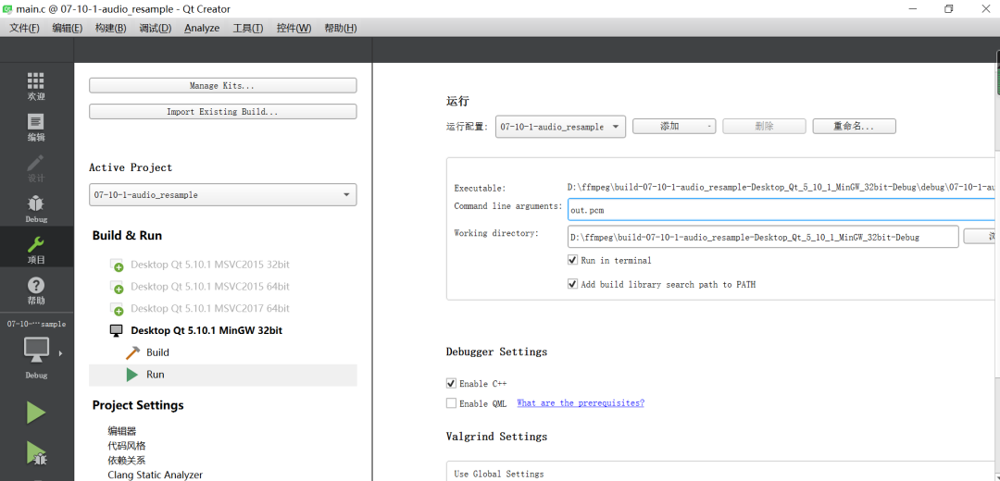 main.c @ 07-10-1-audio_resample - Qt Creator
文件(F) 编辑(E) 构建(B) 调试(D) Analyze 工具(T) 控件(W) 帮助(H)
欢迎
编辑
设计
Debug
项目
帮助
07-10-⋯sample
Debug
Manage Kits...
Import Existing Build...
Active Project
07-10-1-audio_resample
Build & Run
Desktop Qt 5.10.1 MSVC2015 32bit
Desktop Qt 5.10.1 MSVC2015 64bit
Desktop Qt 5.10.1 MSVC2017 64bit
Desktop Qt 5.10.1 MinGW 32bit
Build
Run
Project Settings
编辑器
代码风格
依赖关系
Clang Static Analyzer
运行
运行配置: 07-10-1-audio_resample 添加 删除 重命名...
Executable: D:\ffmpeg\build-07-10-1-audio_resample-Desktop_Qt_5_10_1_MinGW_32bit-Debug\debug\07-10-1-au
Command line arguments: out.pcm
Working directory: D:\ffmpeg\build-07-10-1-audio_resample-Desktop_Qt_5_10_1_MinGW_32bit-Debug
Run in terminal
Add build library search path to PATH
Debugger Settings
Enable C++
Enable QML What are the prerequisites?
Valgrind Settings
Use Global Settings